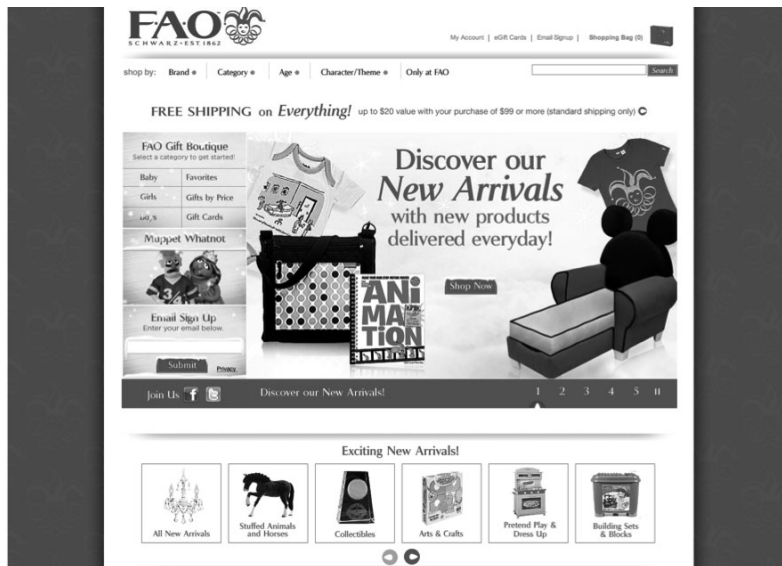 FAO
SCHWARZ • EST. 1862
My Account | eGift Cards | Email Signup | Shopping Bag (0)
shop by: Brand Category Age Character/Theme Only at FAO Search
FREE SHIPPING on Everything! up to $20 value with your purchase of $99 or more (standard shipping only)
FAO Gift Boutique
Select a category to get started!
Baby Favorites
Girls Gifts by Price
Boys Gift Cards
Muppet Whatnot
Email Sign Up
Enter your email below.
Submit Privacy
Discover our
New Arrivals
with new products
delivered everyday!
Shop Now
ANi
MA
TiON
Join Us f t Discover our New Arrivals! 1 2 3 4 5 II
Exciting New Arrivals!
All New Arrivals
Stuffed Animals
and Horses
Collectibles
Arts & Crafts
Pretend Play &
Dress Up
Building Sets
& Blocks